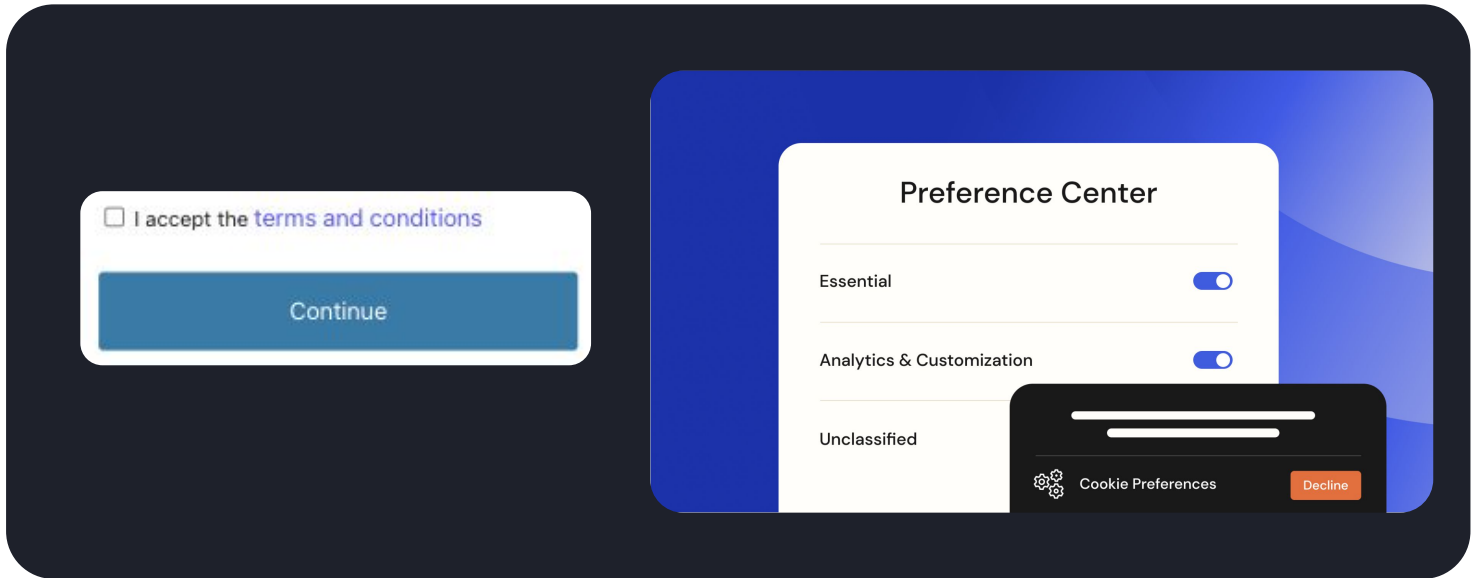 I accept the terms and conditions
Continue
Preference Center
Essential
Analytics & Customization
Unclassified
Cookie Preferences
Decline